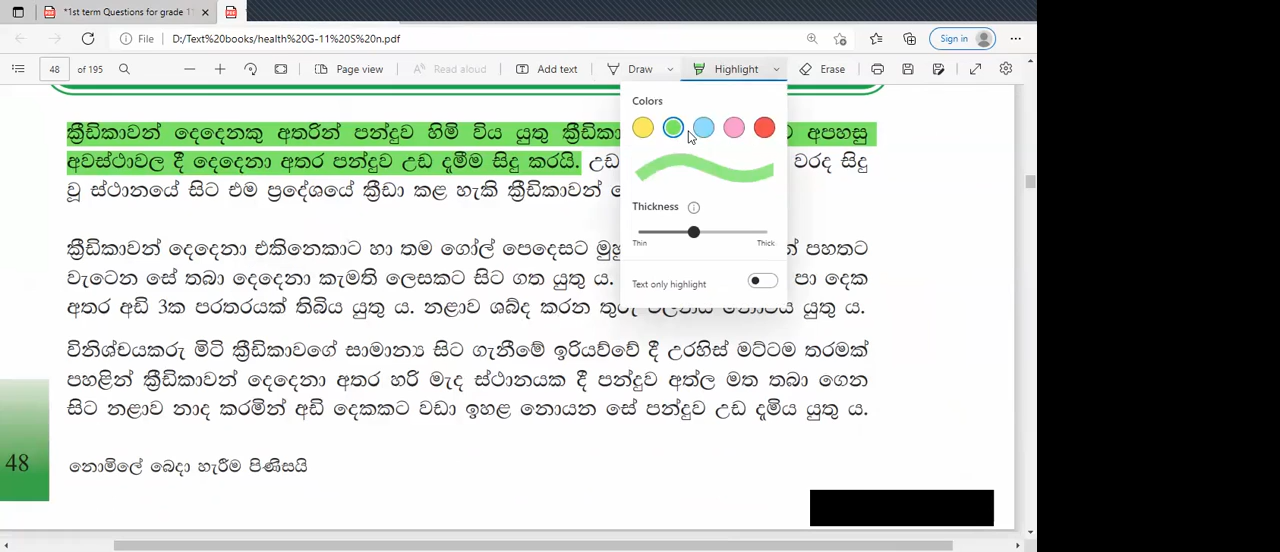 *1st term Questions for grade 1
File D:/Text%20books/health%20G-11%20S%20n.pdf Sign in
48 of 195 Page view Read aloud Add text Draw Highlight Erase
Colors
Thickness
Thin Thick
Text only highlight
ක්‍රීඩිකාවන් දෙදෙනකු අතරින් පන්දුව හිමි විය යුතු ක්‍රීඩිකා අපහසු
අවස්ථාවල දී දෙදෙනා අතර පන්දුව උඩ දැමීම සිදු කරයි. උඩ වරද සිදු
වූ ස්ථානයේ සිට එම ප්‍රදේශයේ ක්‍රීඩා කළ හැකි ක්‍රීඩිකාවන්
ක්‍රීඩිකාවන් දෙදෙනා එකිනෙකාට හා තම ගෝල් පෙදෙසට මුහු න් පහතට
වැටෙන සේ තබා දෙදෙනා කැමති ලෙසකට සිට ගත යුතු ය. පා දෙක
අතර අඩි 3ක පරතරයක් තිබිය යුතු ය. නළාව ශබ්ද කරන තුරු චලනය නොවිය යුතු ය.
විනිශ්චයකරු මිටි ක්‍රීඩිකාවගේ සාමාන්‍ය සිට ගැනීමේ ඉරියව්වේ දී උරහිස් මට්ටම තරමක්
පහළින් ක්‍රීඩිකාවන් දෙදෙනා අතර හරි මැද ස්ථානයක දී පන්දුව අත්ල මත තබා ගෙන
සිට නළාව නාද කරමින් අඩි දෙකකට වඩා ඉහළ නොයන සේ පන්දුව උඩ දැමිය යුතු ය.
48 නොමිලේ බෙදා හැරීම පිණිසයි